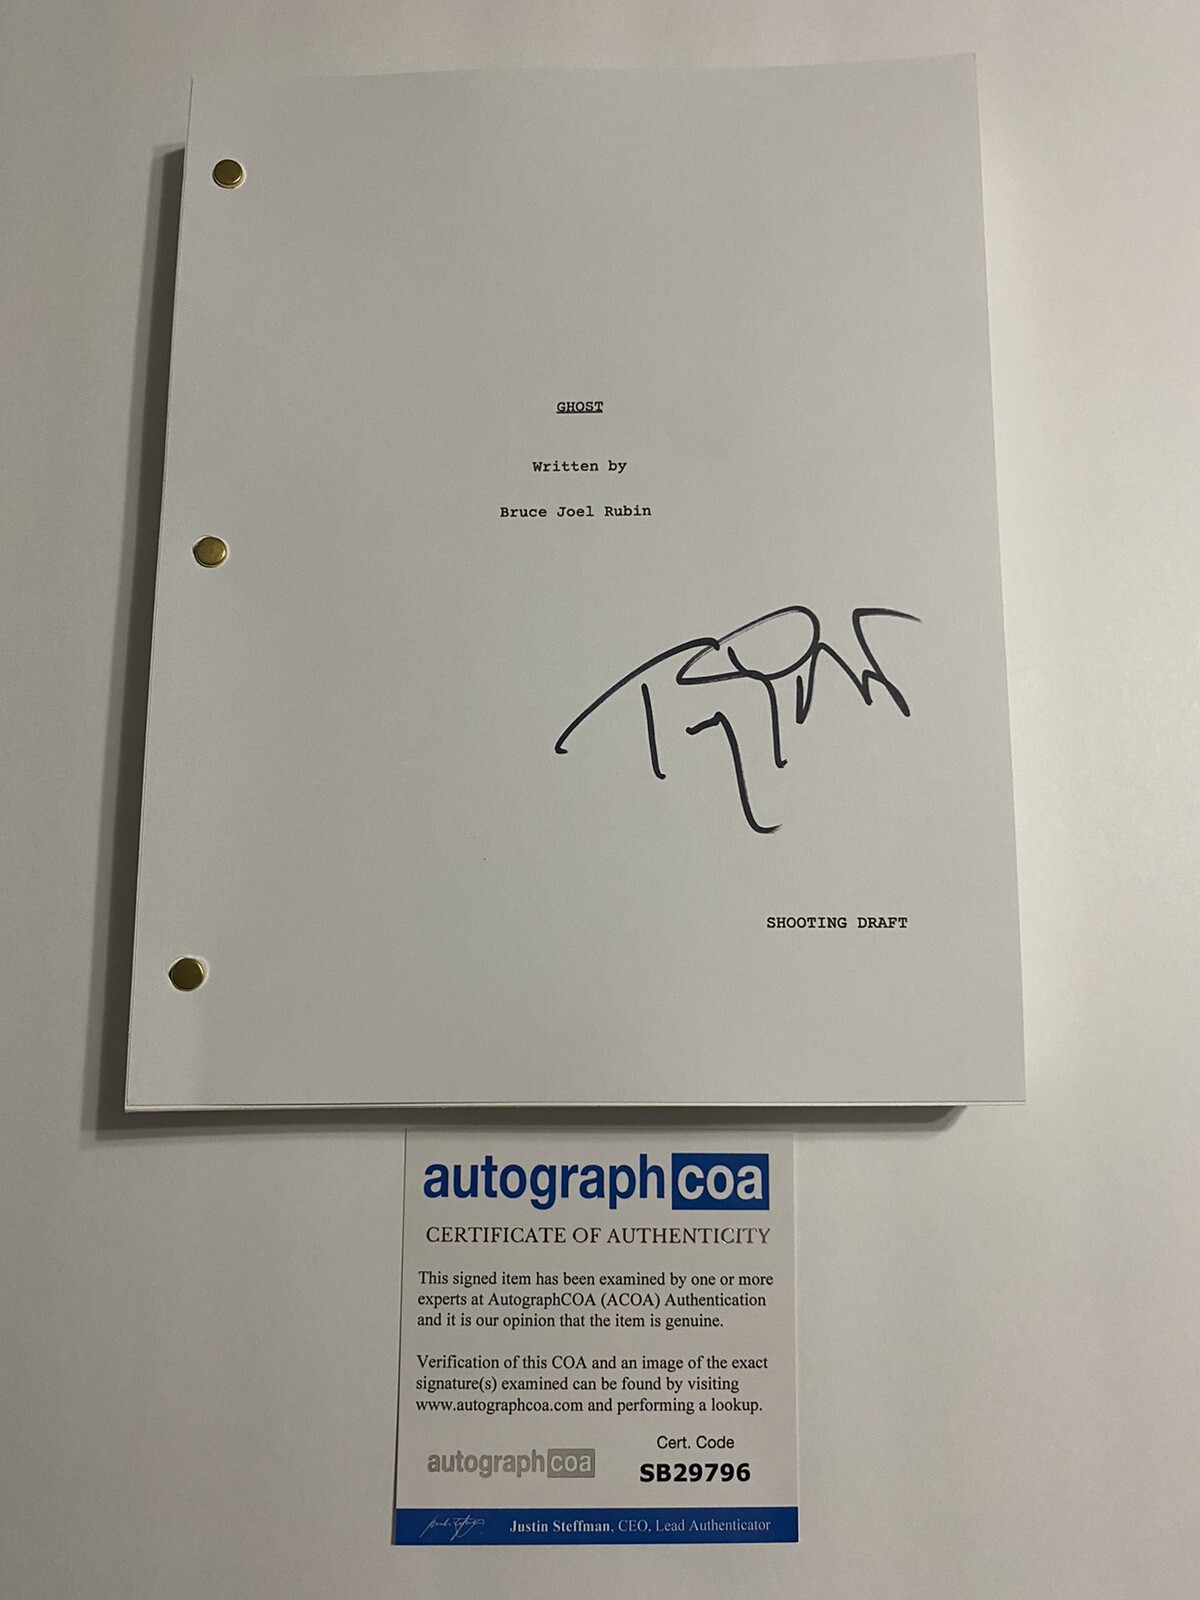 GHOST
Written by
Bruce Joel Rubin
SHOOTING DRAFT
autographcoa
CERTIFICATE OF AUTHENTICITY
This signed item has been examined by one or more
experts at AutographCOA (ACOA) Authentication
and it is our opinion that the item is genuine.
Verification of this COA and an image of the exact
signature(s) examined can be found by visiting
www.autographcoa.com and performing a lookup.
Cert. Code
autographcoa
SB29796
Justin Steffman, CEO, Lead Authenticator